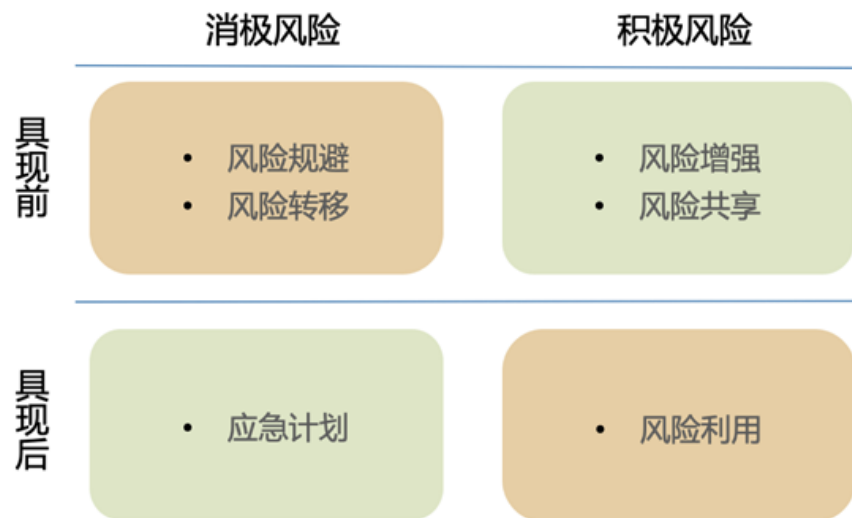 消极风险 积极风险
具现前
• 风险规避
• 风险转移
• 风险增强
• 风险共享
具现后
• 应急计划
• 风险利用